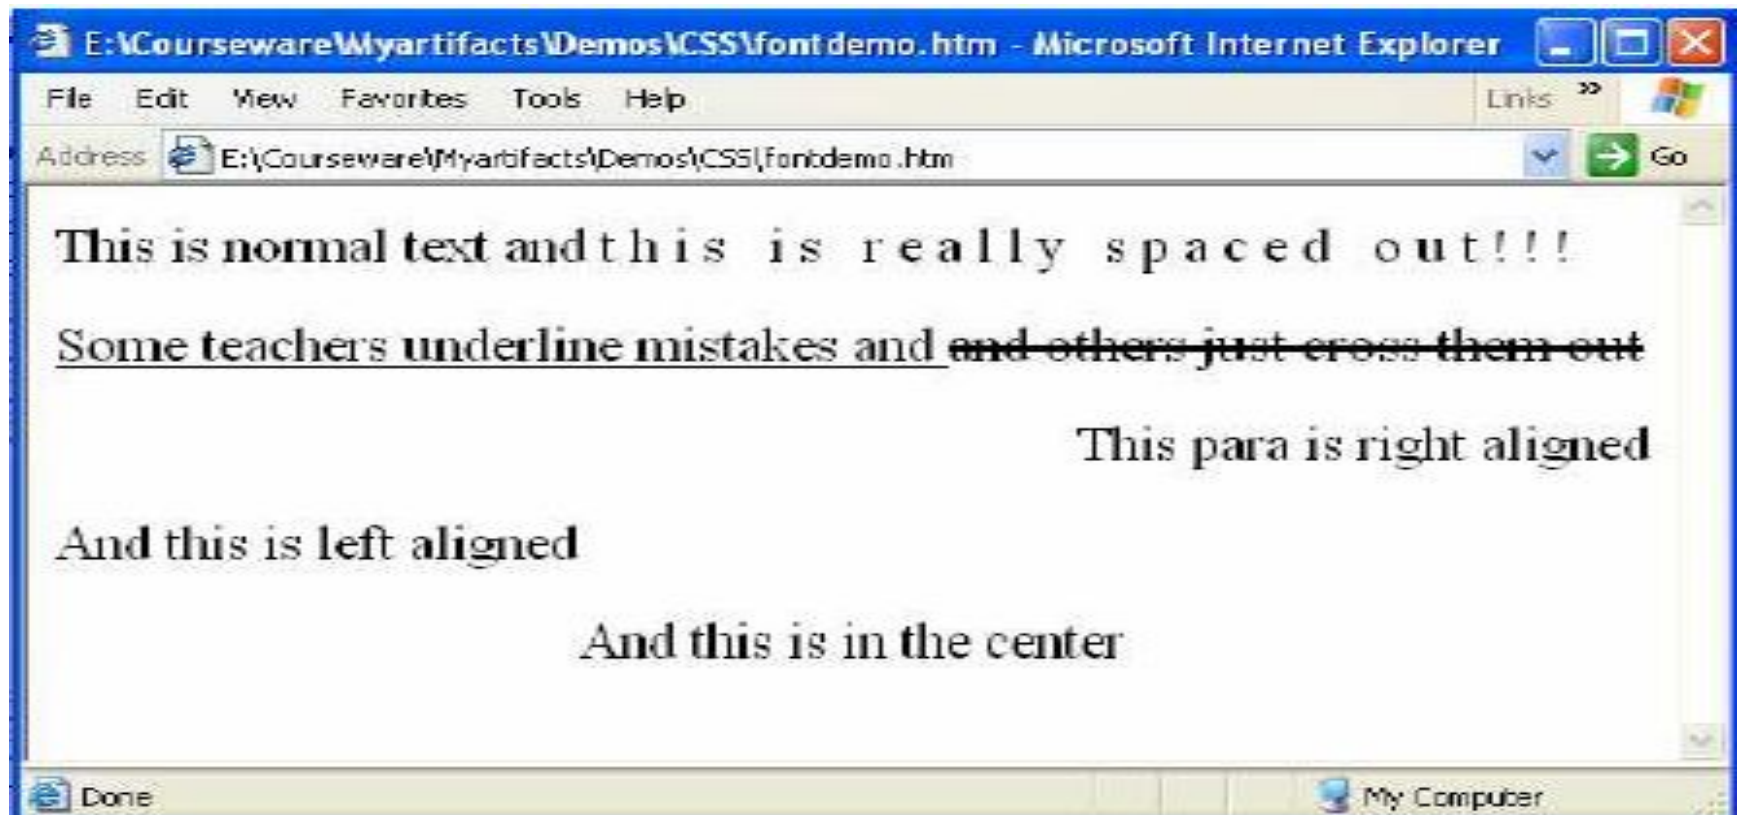 E:\Courseware\Myartifacts\Demos\CSS\fontdemo.htm - Microsoft Internet Explorer
File Edit View Favorites Tools Help Links »
Address E:\Courseware\Myartifacts\Demos\CSS\fontdemo.htm Go
This is normal text and t h i s i s r e a l l y s p a c e d o u t ! ! !
Some teachers underline mistakes and and others just cross them out
This para is right aligned
And this is left aligned
And this is in the center
Done My Computer